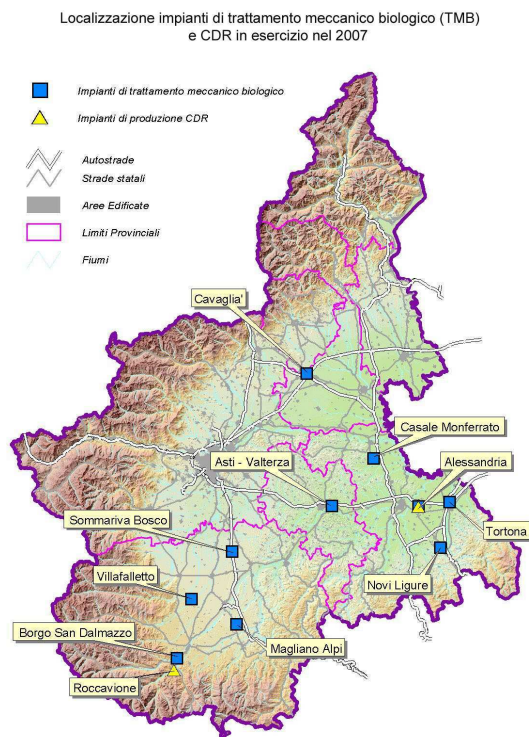 Localizzazione impianti di trattamento meccanico biologico (TMB)
e CDR in esercizio nel 2007
Impianti di trattamento meccanico biologico
Impianti di produzione CDR
Autostrade
Strade statali
Aree Edificate
Limiti Provinciali
Fiumi
Cavaglia'
Casale Monferrato
Asti - Valterza
Alessandria
Sommariva Bosco
Tortona
Villafalletto
Novi Ligure
Borgo San Dalmazzo
Magliano Alpi
Roccavione